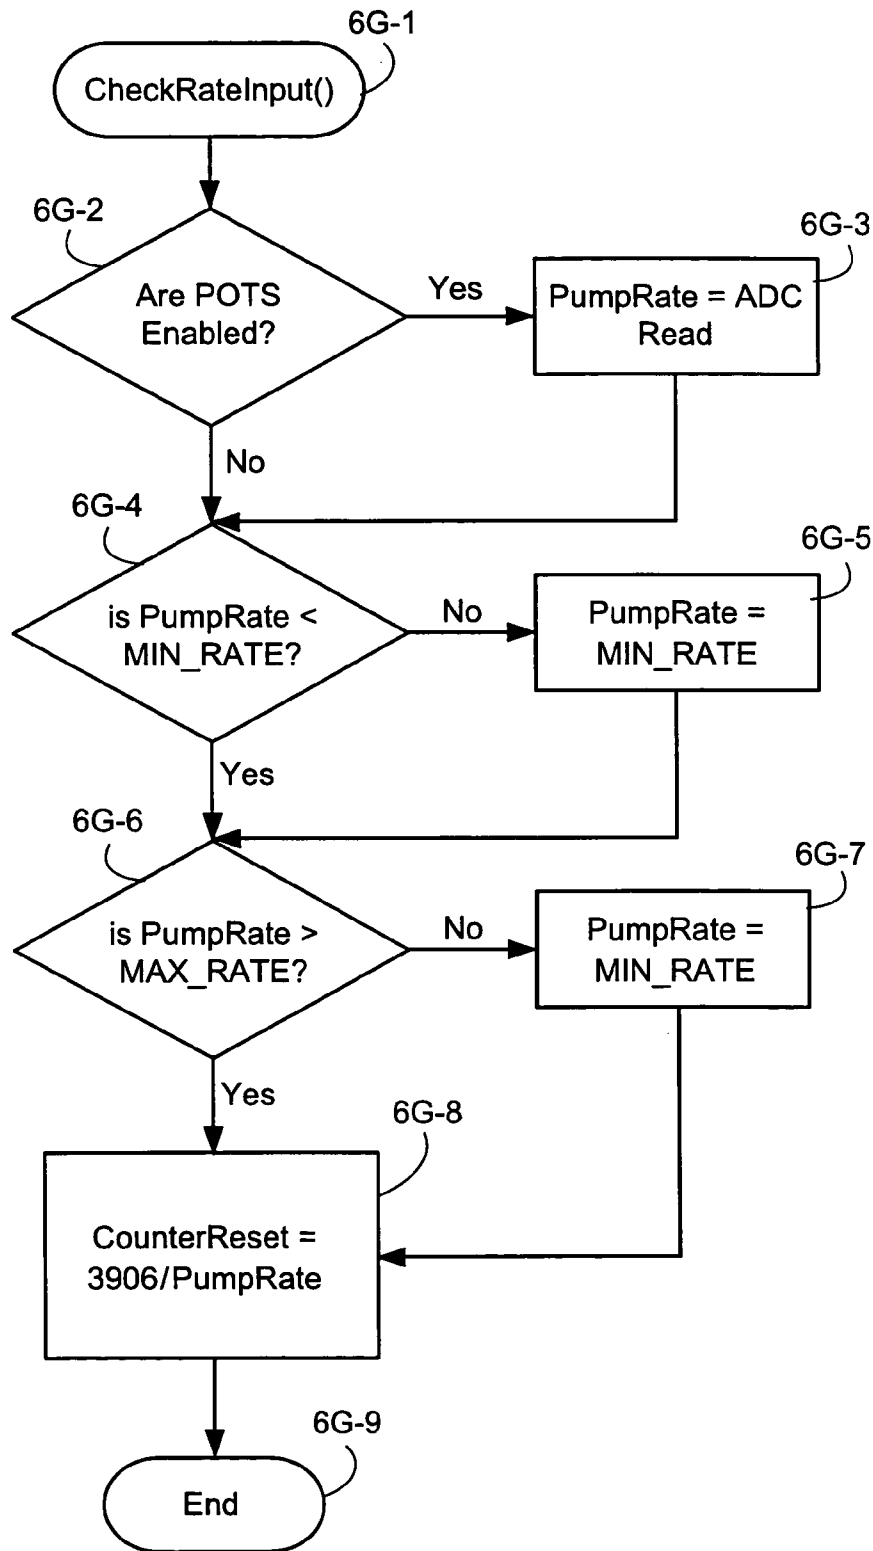 6G-1
CheckRateInput()
6G-2
Are POTS
Enabled?
Yes
6G-3
PumpRate = ADC
Read
No
6G-4
is PumpRate <
MIN_RATE?
No
6G-5
PumpRate =
MIN_RATE
Yes
6G-6
is PumpRate >
MAX_RATE?
No
6G-7
PumpRate =
MIN_RATE
Yes
6G-8
CounterReset =
3906/PumpRate
6G-9
End